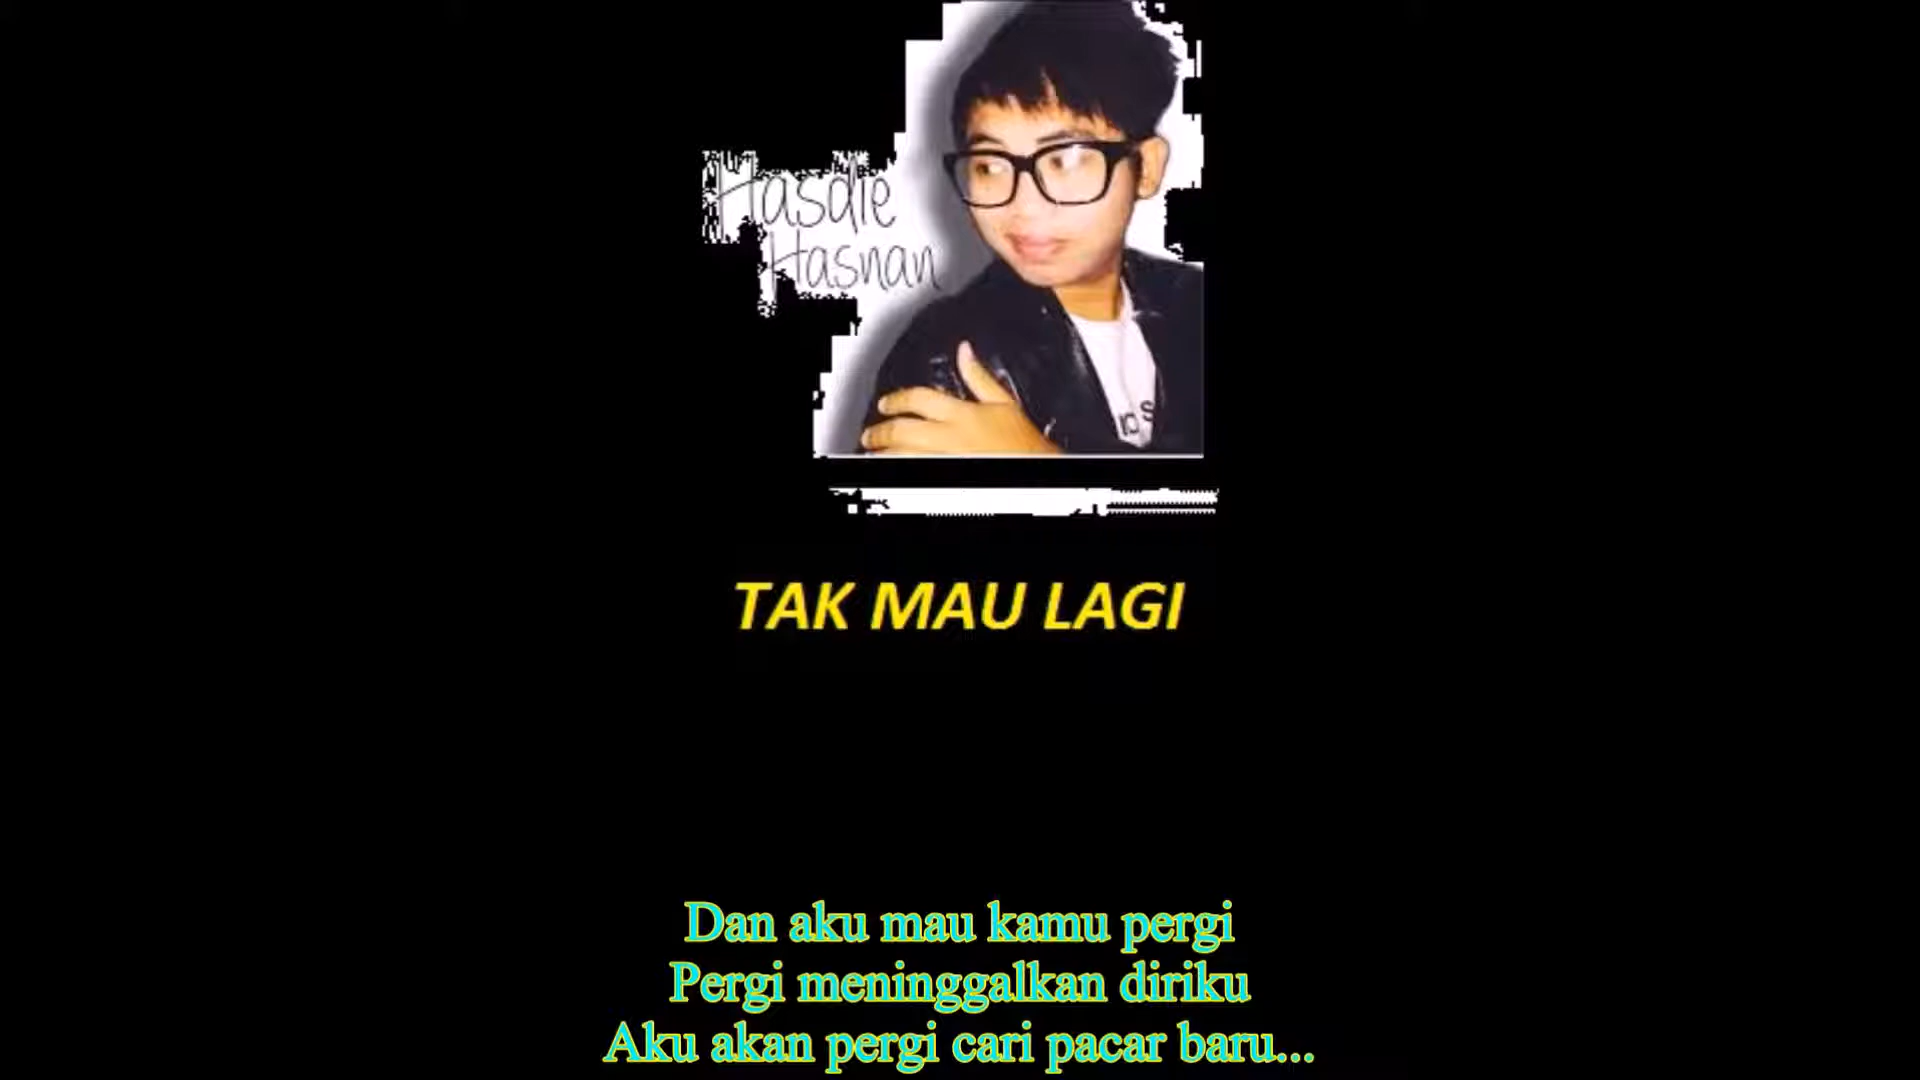 Hasdie
Hasnan
TAK MAU LAGI
Dan aku mau kamu pergi
Pergi meninggalkan diriku
Aku akan pergi cari pacar baru...